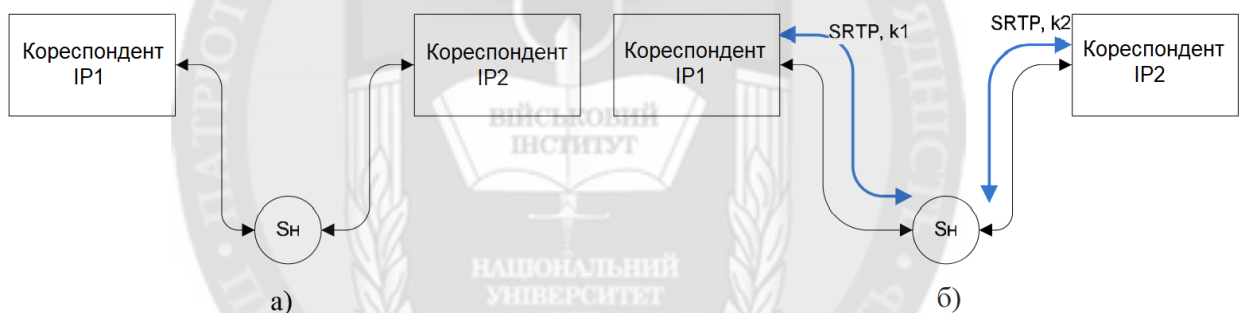 Кореспондент
IP1
Кореспондент
IP2
Sн
а)
Кореспондент
IP1
SRTP, k1
SRTP, k2
Кореспондент
IP2
Sн
б)
ВІЙСЬКОВИЙ
ІНСТИТУТ
НАЦІОНАЛЬНИЙ
УНІВЕРСИТЕТ